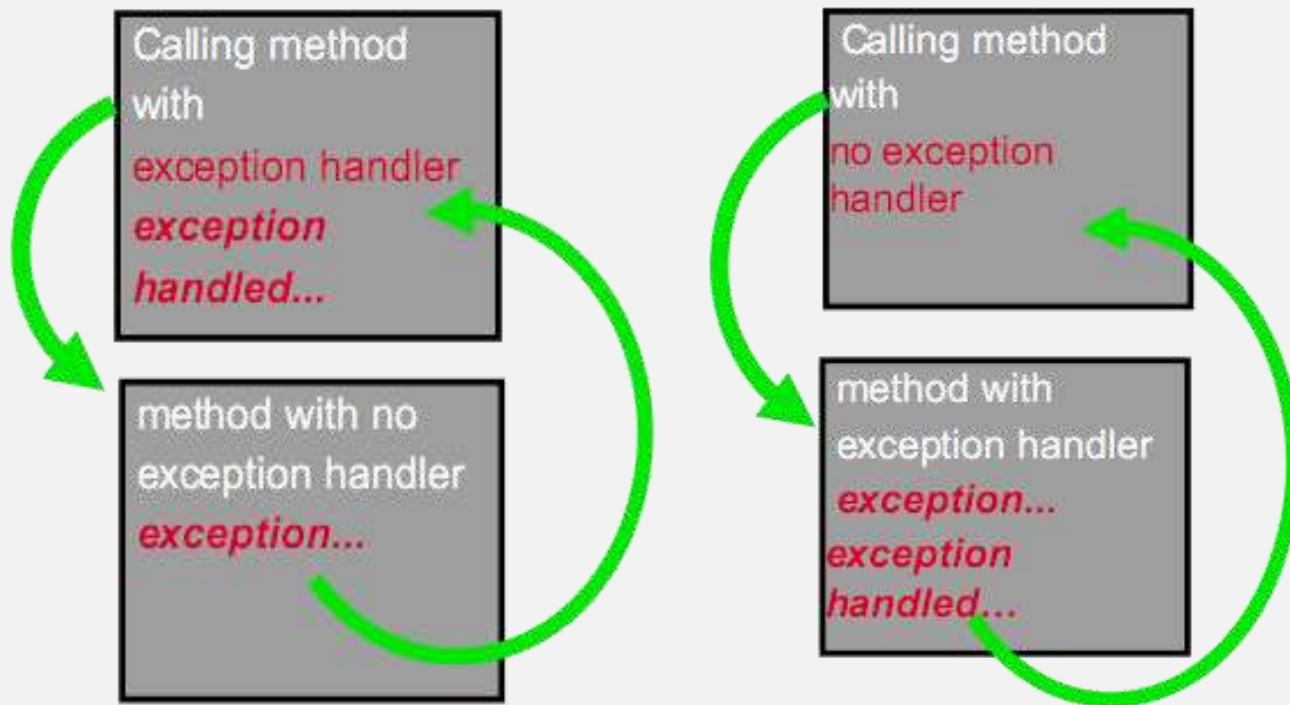 Calling method
with
exception handler
exception
handled...
method with no
exception handler
exception...
Calling method
with
no exception
handler
method with
exception handler
exception...
exception
handled...